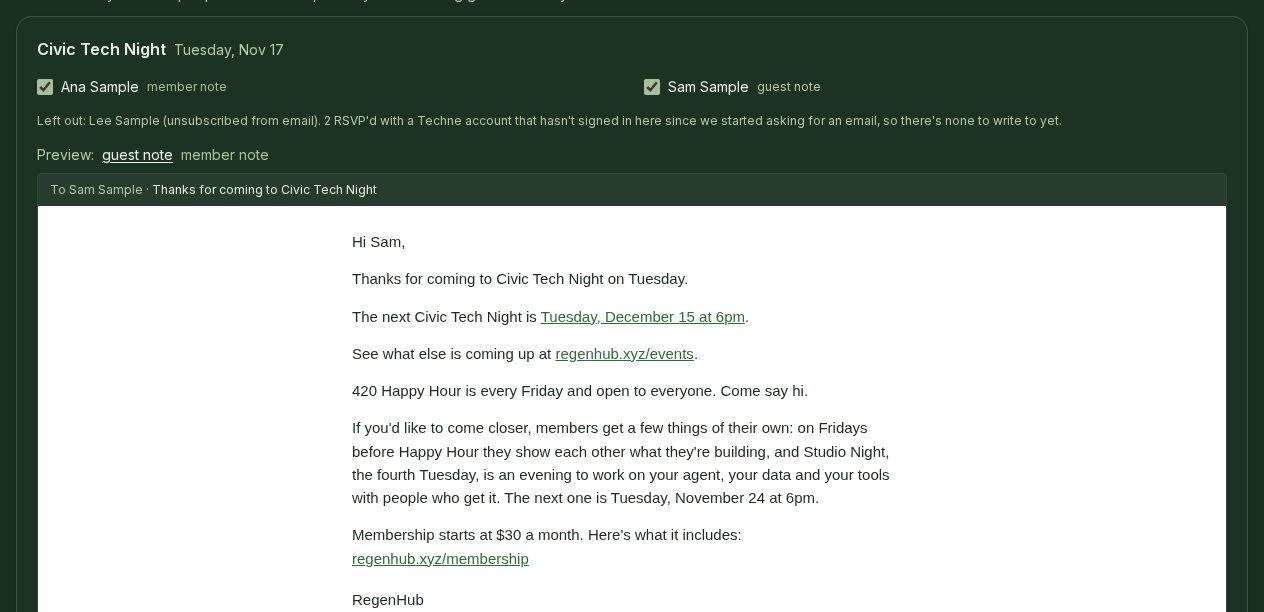 Civic Tech Night Tuesday, Nov 17
Ana Sample member note
Sam Sample guest note
Left out: Lee Sample (unsubscribed from email). 2 RSVP'd with a Techne account that hasn't signed in here since we started asking for an email, so there's none to write to yet.
Preview: guest note member note
To Sam Sample · Thanks for coming to Civic Tech Night
Hi Sam,
Thanks for coming to Civic Tech Night on Tuesday.
The next Civic Tech Night is Tuesday, December 15 at 6pm.
See what else is coming up at regenhub.xyz/events.
420 Happy Hour is every Friday and open to everyone. Come say hi.
If you'd like to come closer, members get a few things of their own: on Fridays
before Happy Hour they show each other what they're building, and Studio Night,
the fourth Tuesday, is an evening to work on your agent, your data and your tools
with people who get it. The next one is Tuesday, November 24 at 6pm.
Membership starts at $30 a month. Here's what it includes:
regenhub.xyz/membership
RegenHub